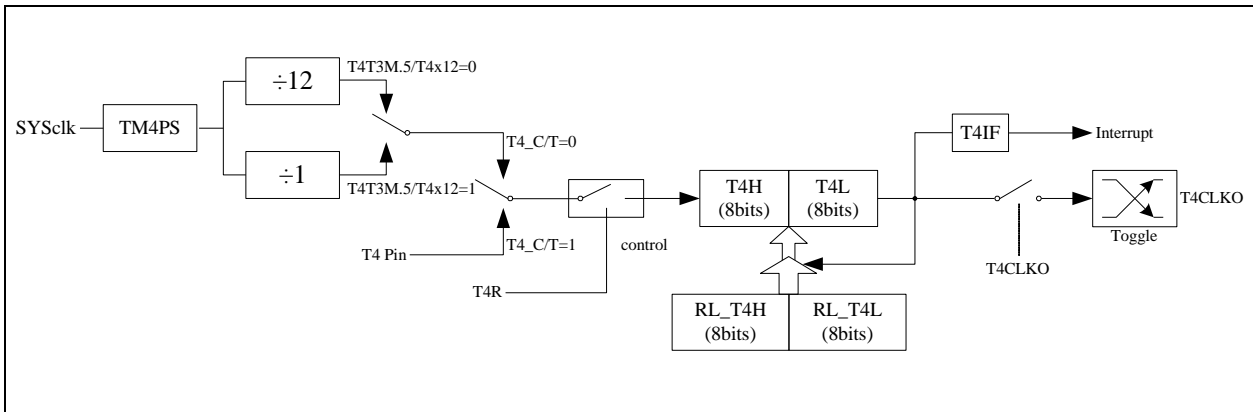 ÷12
T4T3M.5/T4x12=0
SYSclk
TM4PS
÷1
T4T3M.5/T4x12=1
T4_C/T=0
T4_C/T=1
T4 Pin
T4R
control
T4H
(8bits)
T4L
(8bits)
RL_T4H
(8bits)
RL_T4L
(8bits)
T4IF
Interrupt
T4CLKO
Toggle
T4CLKO